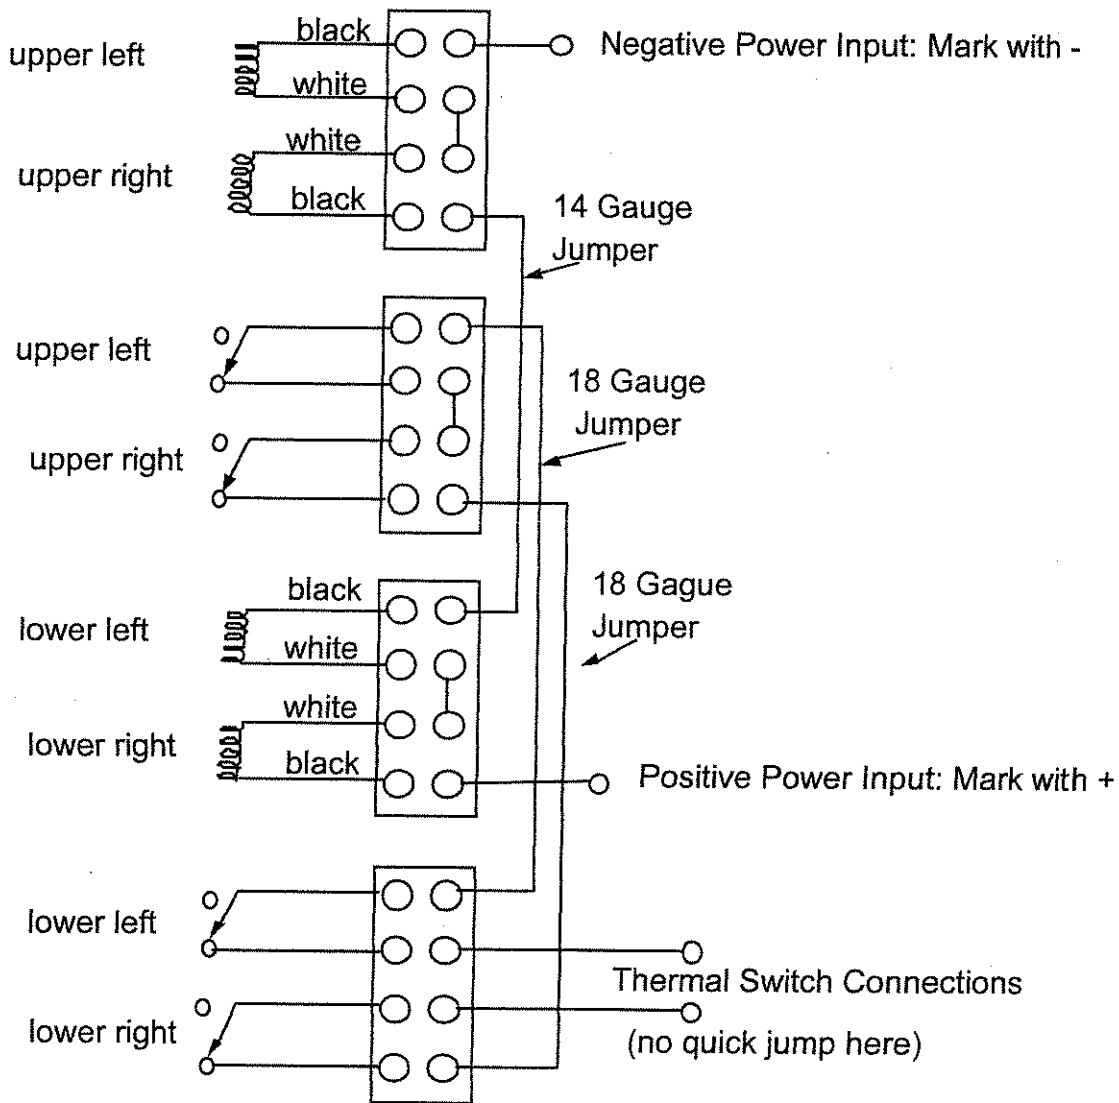 black
upper left
Negative Power Input: Mark with -
white
white
upper right
black
14 Gauge
Jumper
upper left
18 Gauge
Jumper
upper right
18 Gague
Jumper
black
lower left
white
white
lower right
black
Positive Power Input: Mark with +
lower left
Thermal Switch Connections
lower right
(no quick jump here)